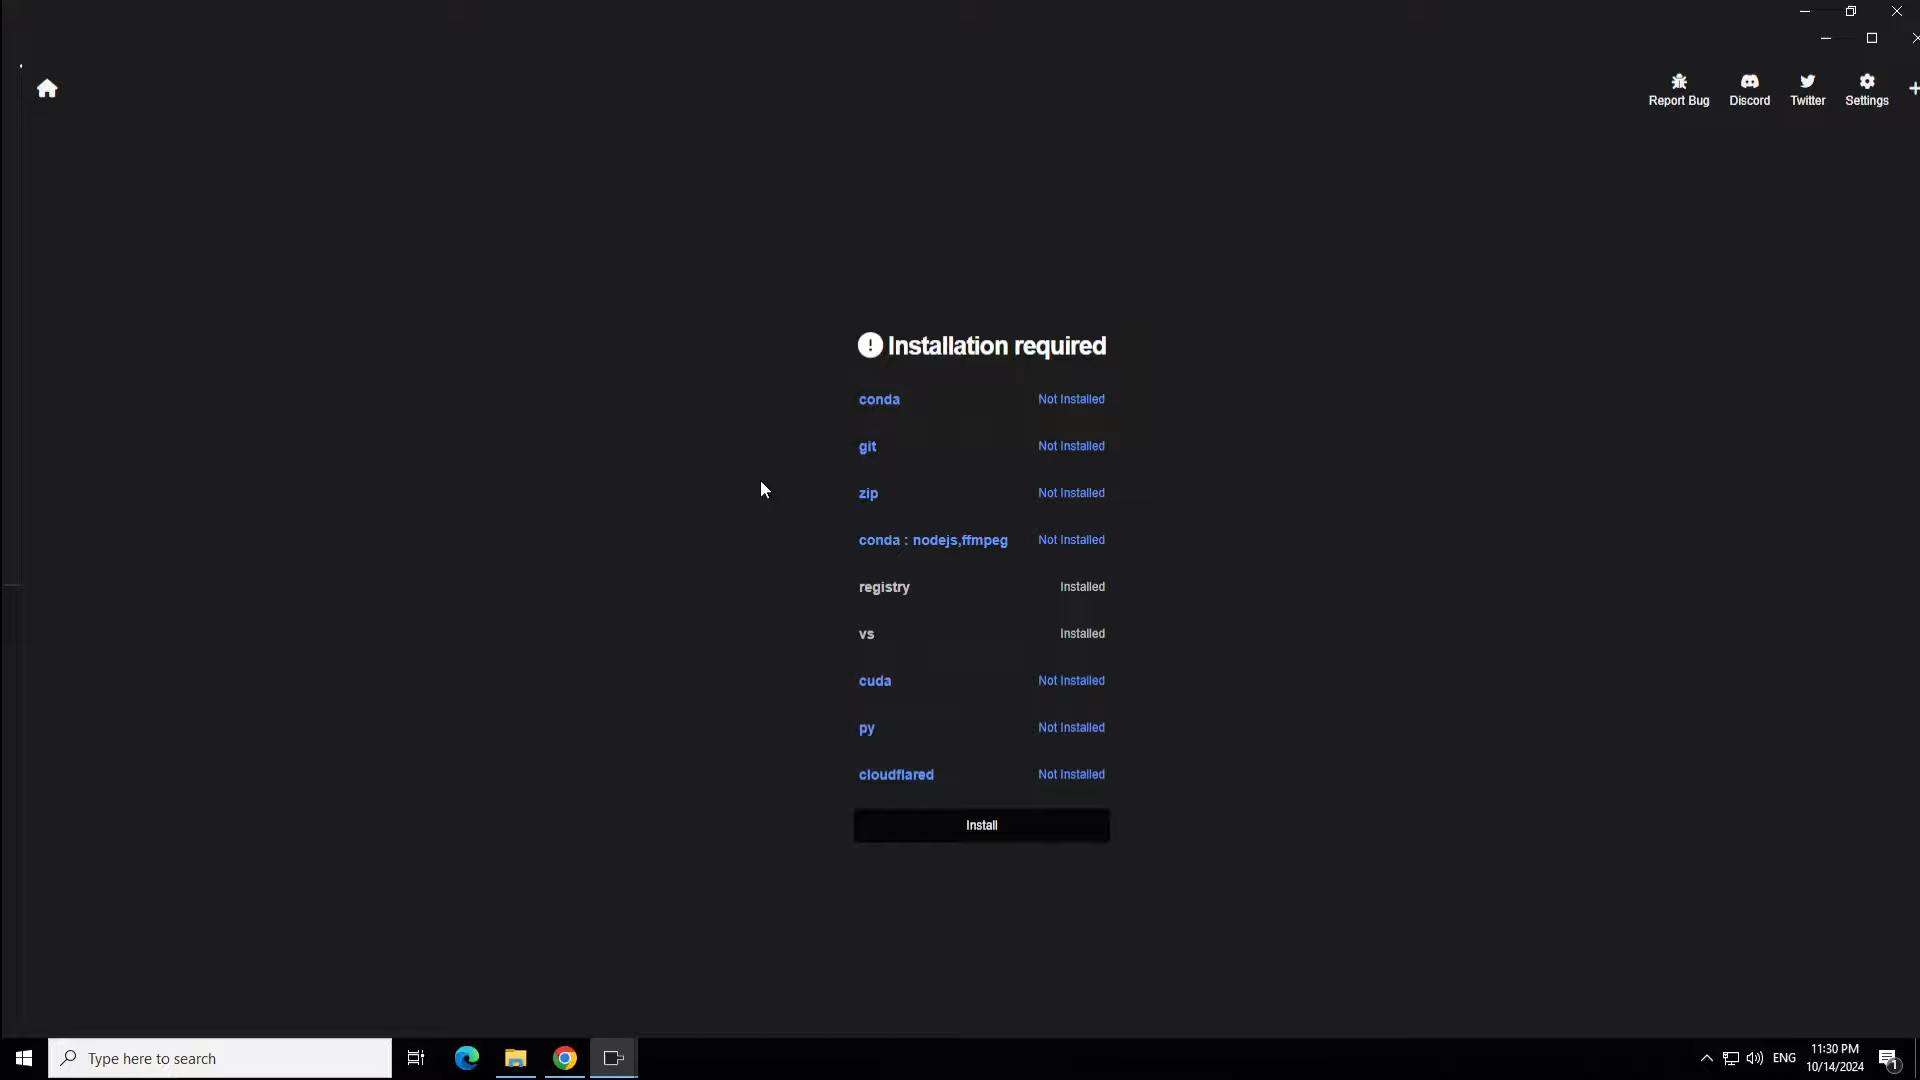 Report Bug
Discord
Twitter
Settings
Installation required
conda Not Installed
git Not Installed
zip Not Installed
conda : nodejs,ffmpeg Not Installed
registry Installed
vs Installed
cuda Not Installed
py Not Installed
cloudflared Not Installed
Install
Type here to search
ENG
11:30 PM
10/14/2024
1